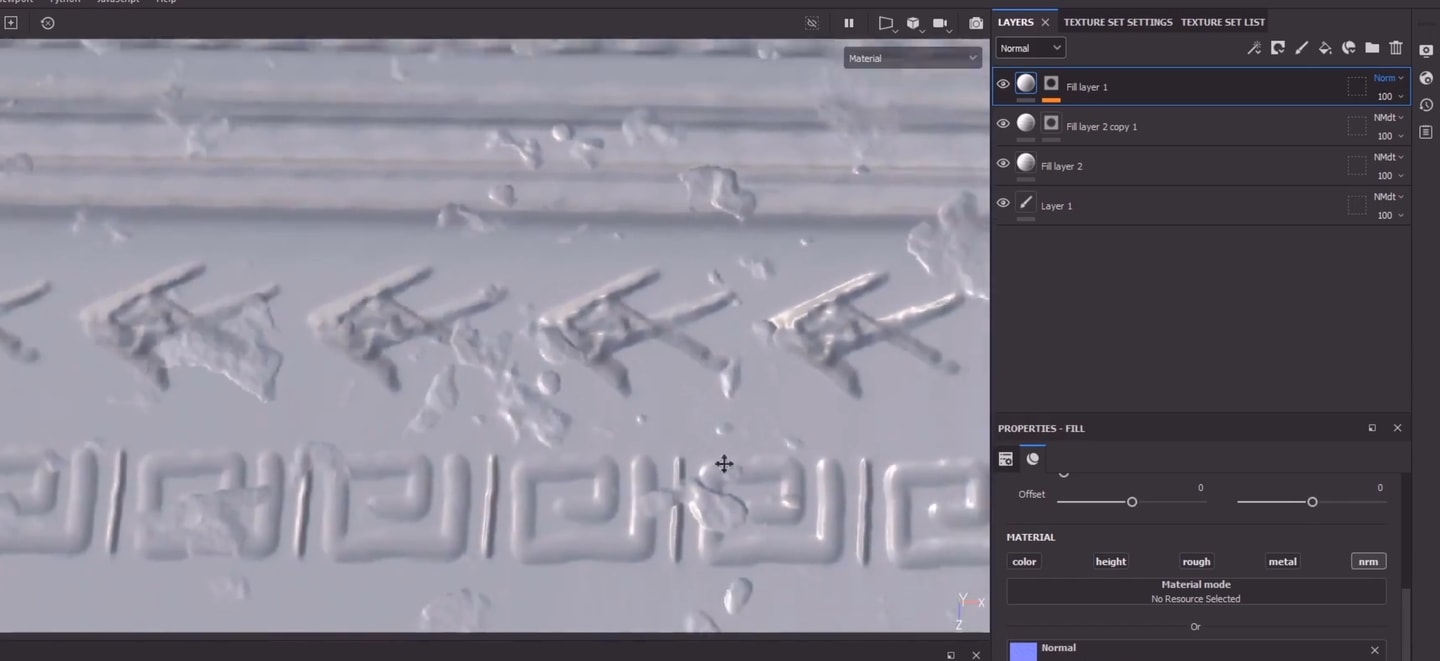 Python
JavaScript
Help
LAYERS
TEXTURE SET SETTINGS
TEXTURE SET LIST
Normal
Material
Fill layer 1
Norm
100
Fill layer 2 copy 1
NMdt
100
Fill layer 2
NMdt
100
Layer 1
NMdt
100
PROPERTIES - FILL
Offset
0
0
MATERIAL
color
height
rough
metal
nrm
Material mode
No Resource Selected
Or
Normal
Y
X
Z